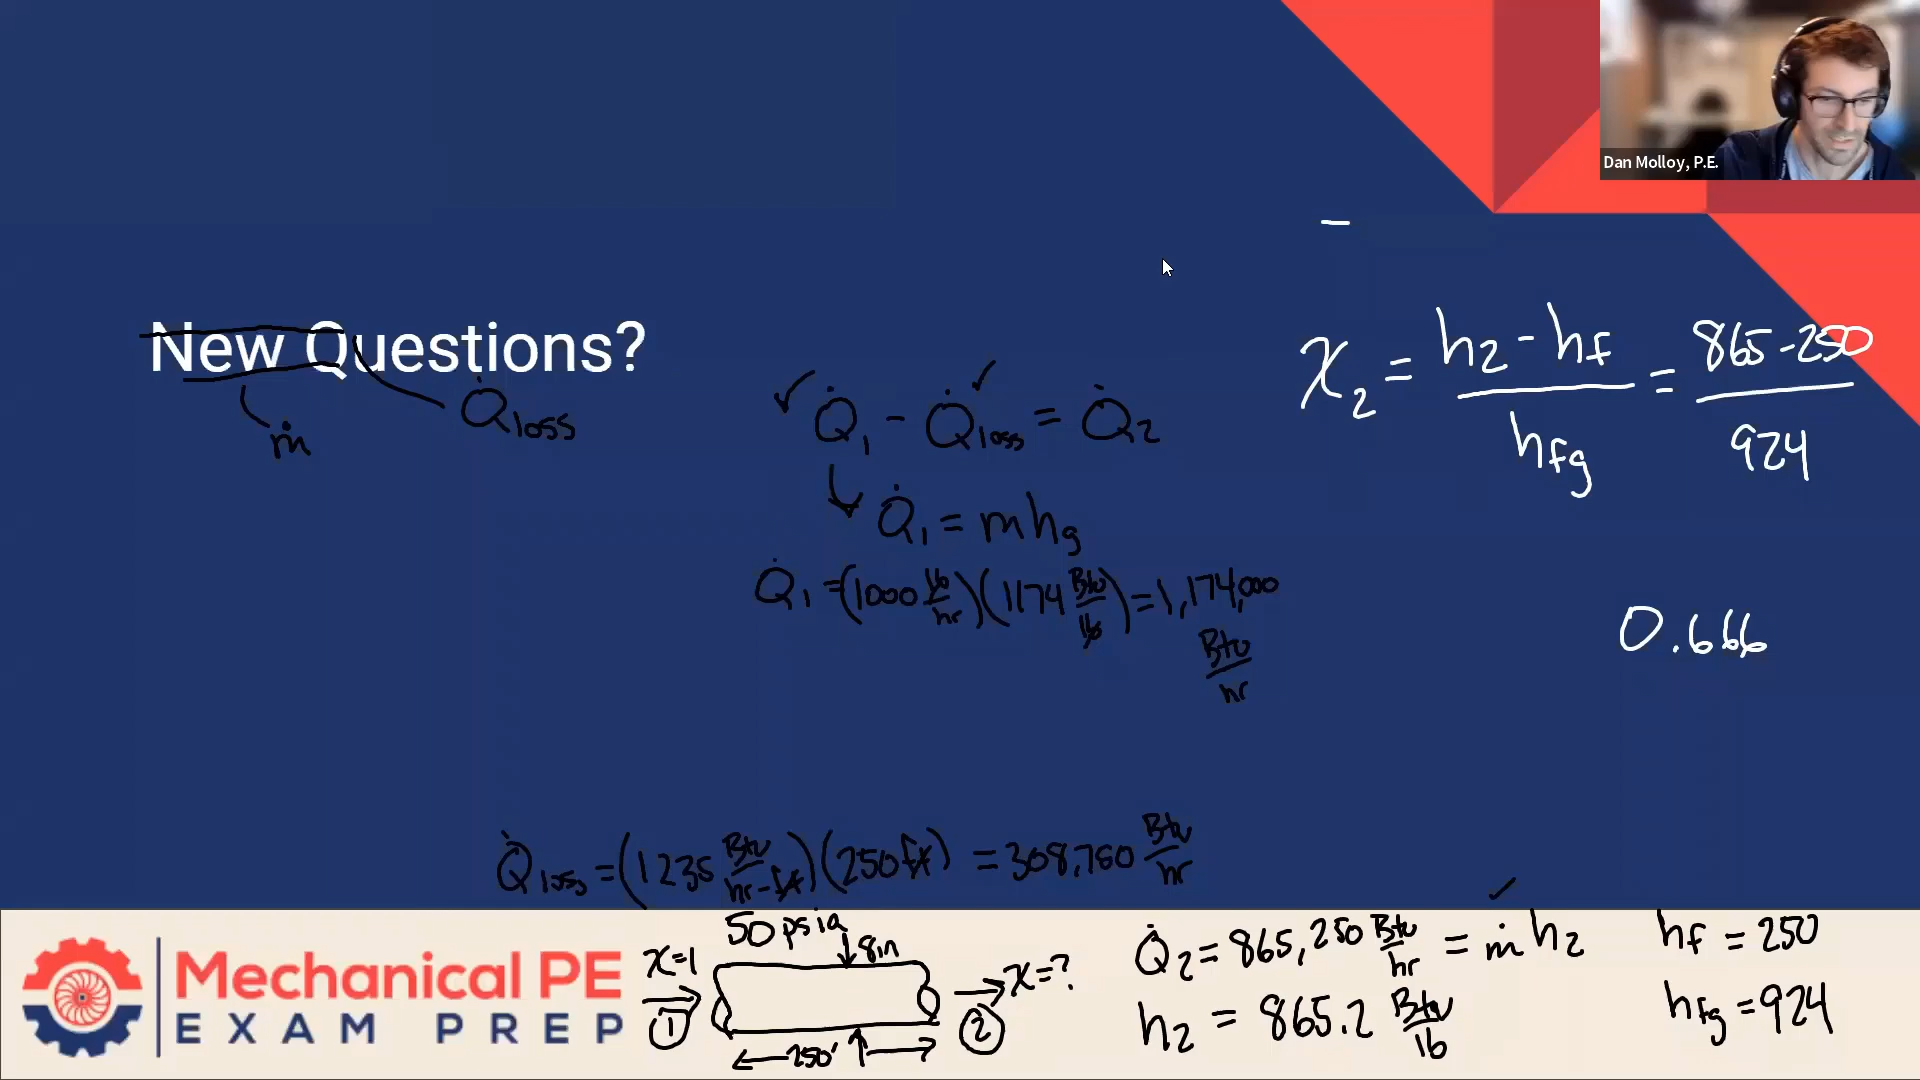 Dan Molloy, P.E.
New Questions?
ṁ
Q̇loss
Q̇₁ - Q̇loss = Q̇₂
Q̇₁ = mhg
Q̇₁ = (1000 lb/hr)(1174 Btu/lb) = 1,174,000 Btu/hr
x₂ = h₂ - hf / hfg = 865-250 / 924
0.666
Q̇loss = (1235 Btu/hr-ft)(250ft) = 308,750 Btu/hr
Mechanical PE
EXAM PREP
50 psia
8in
x=1
1
x=?
2
250'
Q̇₂ = 865,250 Btu/hr = ṁh₂
h₂ = 865.2 Btu/lb
hf = 250
hfg = 924